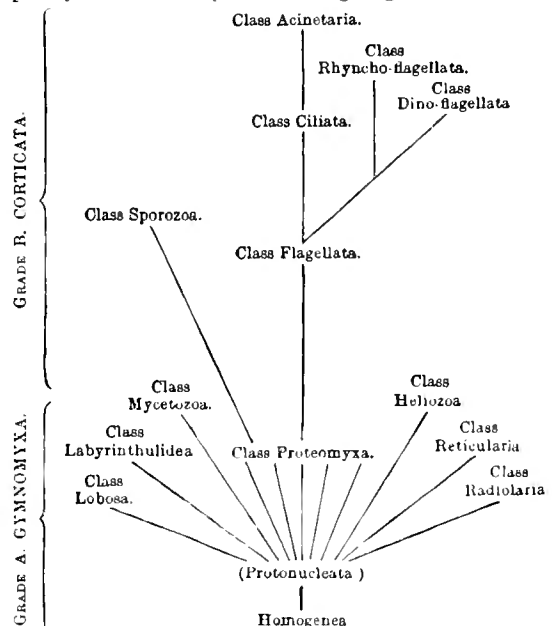 Class Acinetaria.
Class
Rhyncho-flagellata.
Class
Dino-flagellata
Class Ciliata.
GRADE B. CORTICATA.
Class Sporozoa.
Class Flagellata.
Class
Mycetozoa.
Class
Heliozoa
Class
Labyrinthulidea
Class Proteomyxa.
Class
Reticularia
Class
Lobosa.
Class
Radiolaria
GRADE A. GYMNOMYXA.
(Protonucleata)
Homogenea